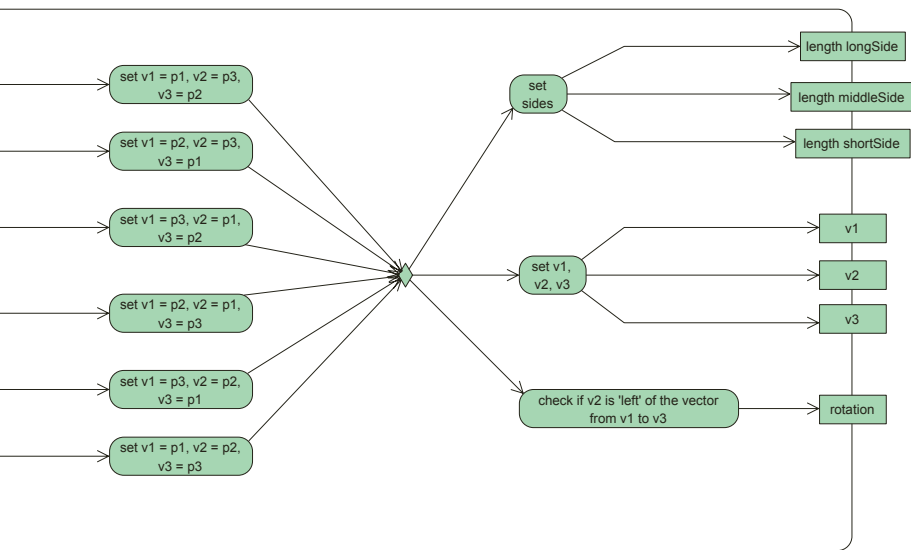 set v1 = p1, v2 = p3,
v3 = p2
set v1 = p2, v2 = p3,
v3 = p1
set v1 = p3, v2 = p1,
v3 = p2
set v1 = p2, v2 = p1,
v3 = p3
set v1 = p3, v2 = p2,
v3 = p1
set v1 = p1, v2 = p2,
v3 = p3
set
sides
set v1,
v2, v3
check if v2 is 'left' of the vector
from v1 to v3
length longSide
length middleSide
length shortSide
v1
v2
v3
rotation